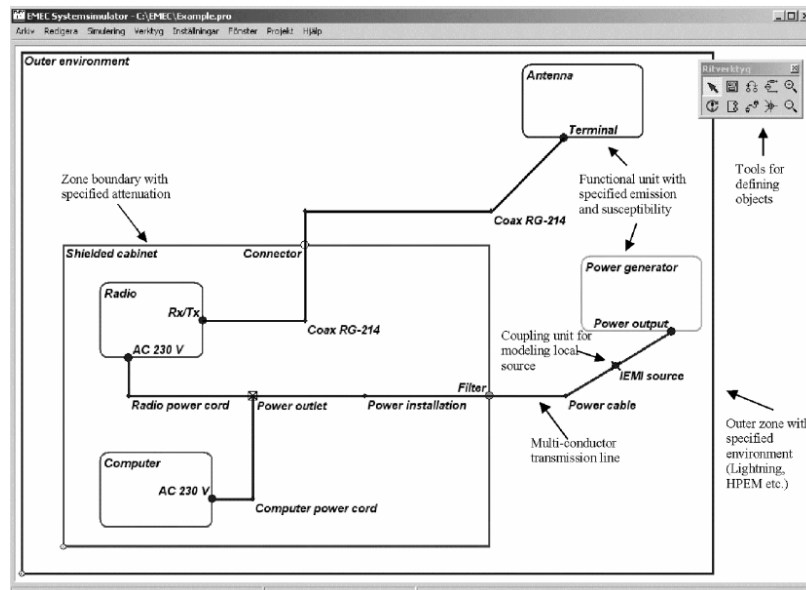 EMEC Systemsimulator - C:\EMEC\Example.pro
Arkiv Redigera Simulering Verktyg Inställningar Fönster Projekt Hjälp
Outer environment
Ritverktyg
Antenna
Terminal
Tools for
defining
objects
Zone boundary with
specified attenuation
Functional unit with
specified emission
and susceptibility
Coax RG-214
Shielded cabinet
Connector
Power generator
Radio
Rx/Tx
Coax RG-214
Power output
AC 230 V
Coupling unit for
modeling local
source
IEMI source
Filter
Radio power cord
Power outlet
Power installation
Power cable
Outer zone with
specified
environment
(Lightning,
HPEM etc.)
Multi-conductor
transmission line
Computer
AC 230 V
Computer power cord